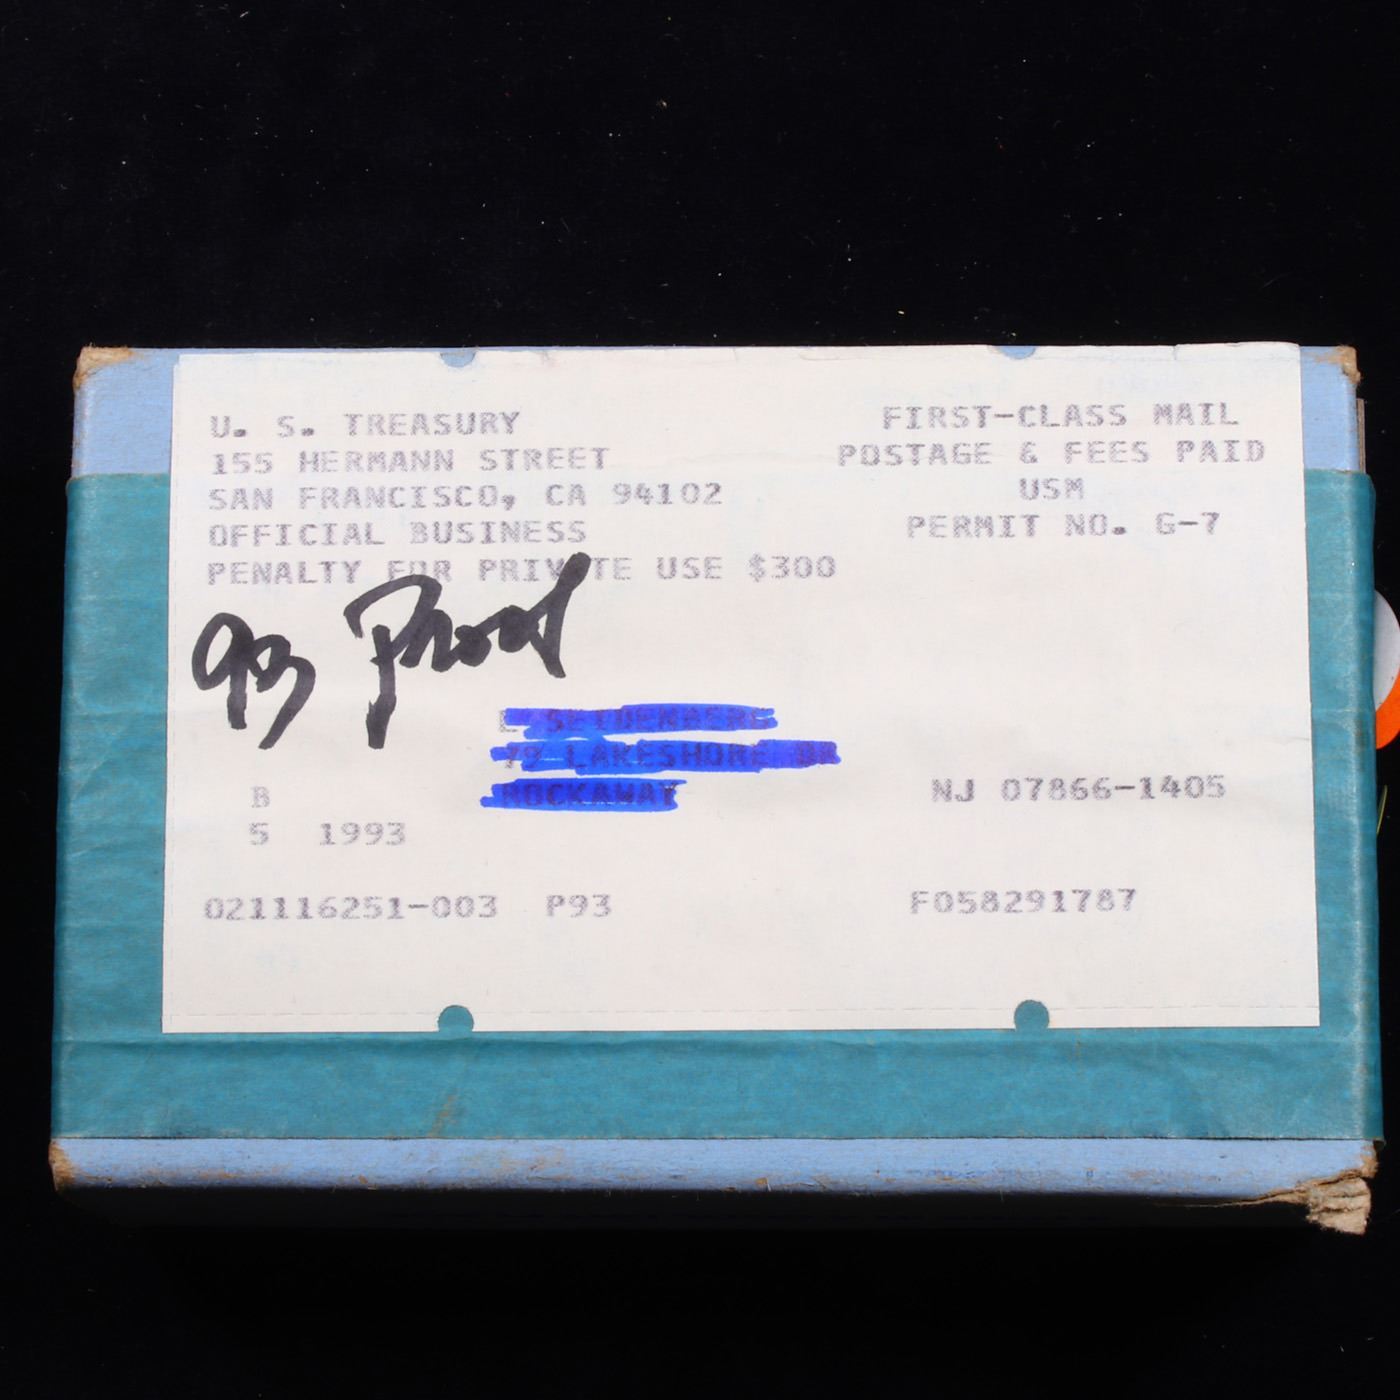 U. S. TREASURY
155 HERMANN STREET
SAN FRANCISCO, CA 94102
OFFICIAL BUSINESS
PENALTY FOR PRIVATE USE $300
FIRST-CLASS MAIL
POSTAGE & FEES PAID
USM
PERMIT NO. G-7
93 Proof
NJ 07866-1405
B
5 1993
021116251-003 P93
F058291787